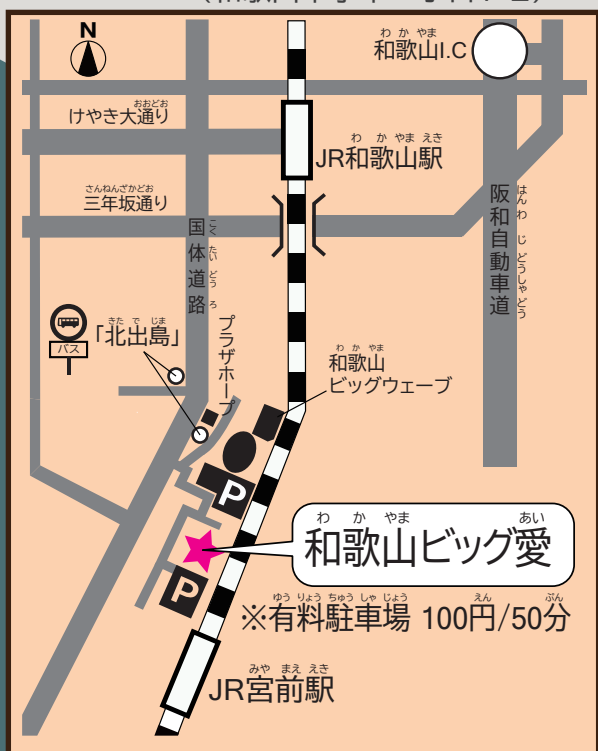 N
わかやま
和歌山I.C
おおどお
けやき大通り
わかやまえき
JR和歌山駅
さんねんざかどお
三年坂通り
こくたいどうろ
国体道路
はんわじどうしゃどう
阪和自動車道
バス
きたでじま
「北出島」
プラザホープ
わかやま
和歌山
ビッグウェーブ
P
わかやま あい
和歌山ビッグ愛
P
ゆうりょうちゅうしゃじょう えん ぷん
※有料駐車場 100円/50分
みやまええき
JR宮前駅